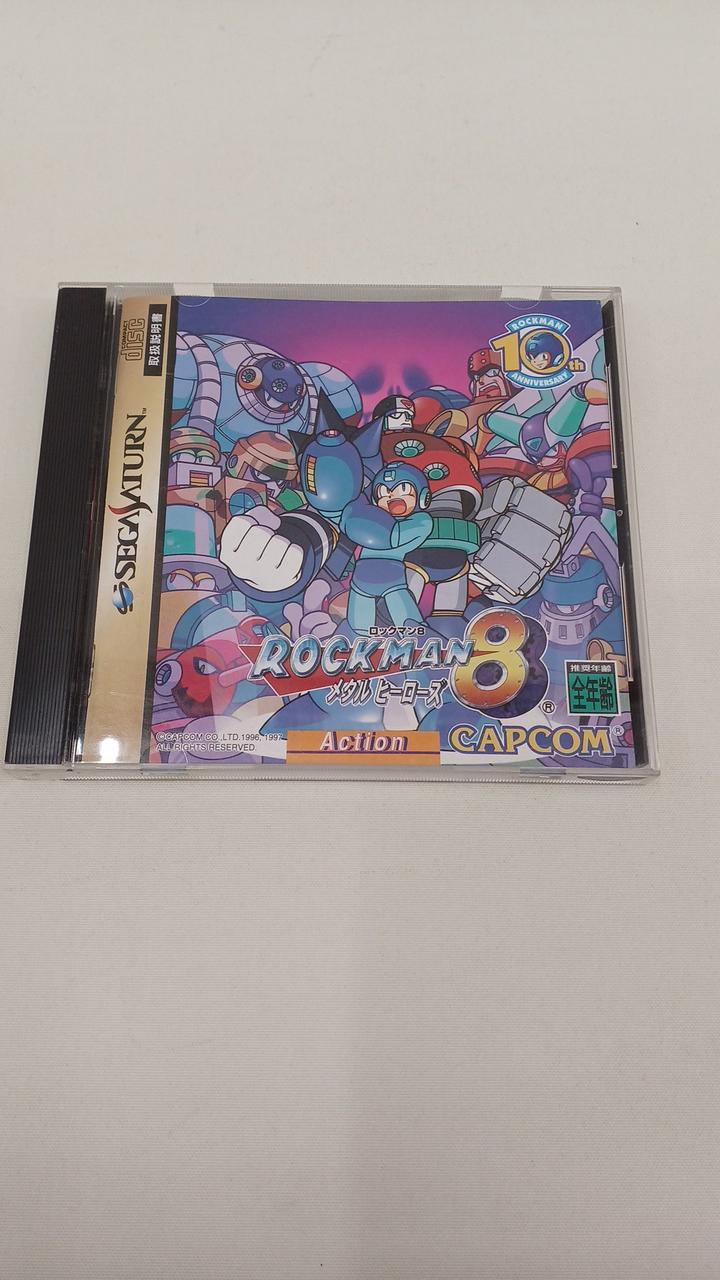 COMPACT
disc
取扱説明書
SEGA SATURN™
ROCKMAN
10th
ANNIVERSARY
ロックマン8
ROCKMAN 8®
メタル ヒーローズ
推奨年齢
全年齢
©CAPCOM CO.,LTD.1996, 1997
ALL RIGHTS RESERVED.
Action
CAPCOM®